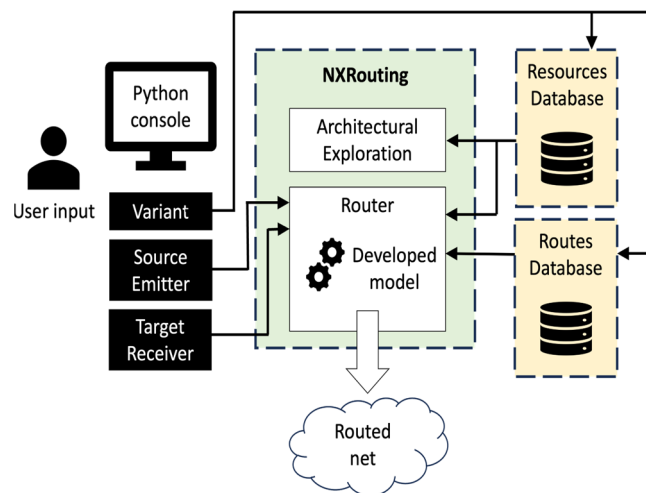 NXRouting
Resources
Database
Python
console
Architectural
Exploration
User input
Variant
Router
Source
Emitter
Developed
model
Routes
Database
Target
Receiver
Routed
net